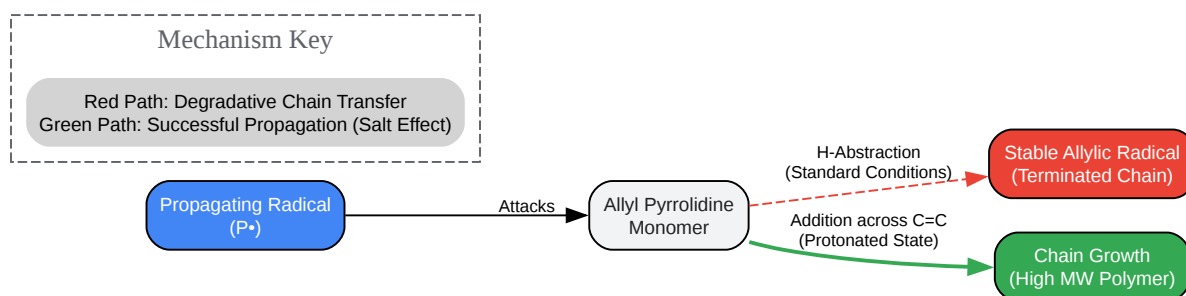 Mechanism Key
Red Path: Degradative Chain Transfer
Green Path: Successful Propagation (Salt Effect)
Propagating Radical
(P•)
Attacks
Allyl Pyrrolidine
Monomer
H-Abstraction
(Standard Conditions)
Stable Allylic Radical
(Terminated Chain)
Addition across C=C
(Protonated State)
Chain Growth
(High MW Polymer)